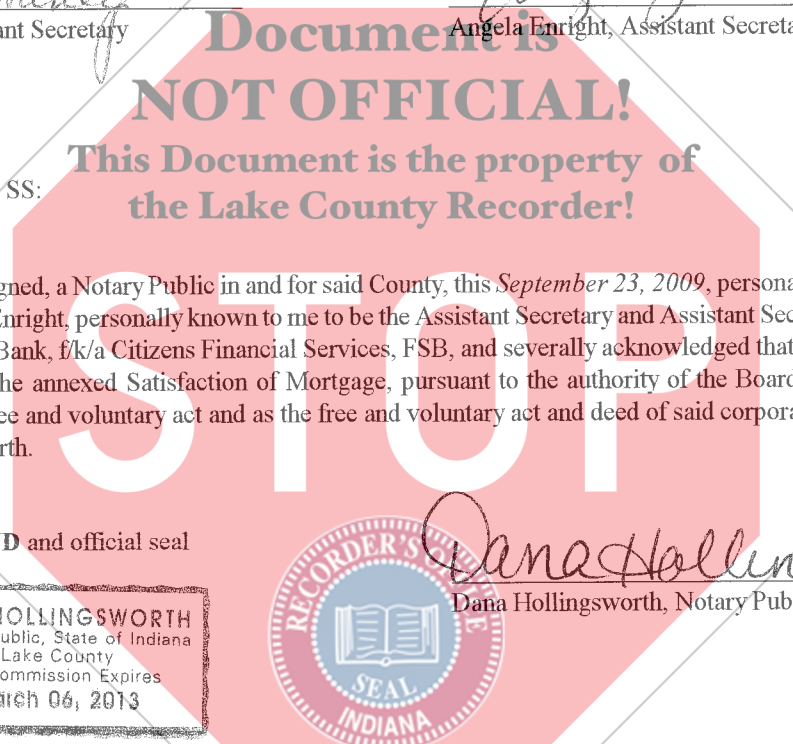 ant Secretary
Angela Enright, Assistant Secreta
Document is
NOT OFFICIAL!
This Document is the property of
the Lake County Recorder!
SS:
gned, a Notary Public in and for said County, this September 23, 2009, persona
Enright, personally known to me to be the Assistant Secretary and Assistant Sec
Bank, f/k/a Citizens Financial Services, FSB, and severally acknowledged that
he annexed Satisfaction of Mortgage, pursuant to the authority of the Board
ee and voluntary act and as the free and voluntary act and deed of said corpora
rth.
STOP
D and official seal
Dana Hollin
Dana Hollingsworth, Notary Pub
HOLLINGSWORTH
ublic, State of Indiana
Lake County
ommission Expires
arch 06, 2013
RECORDER'S OFFICE
SEAL
INDIANA